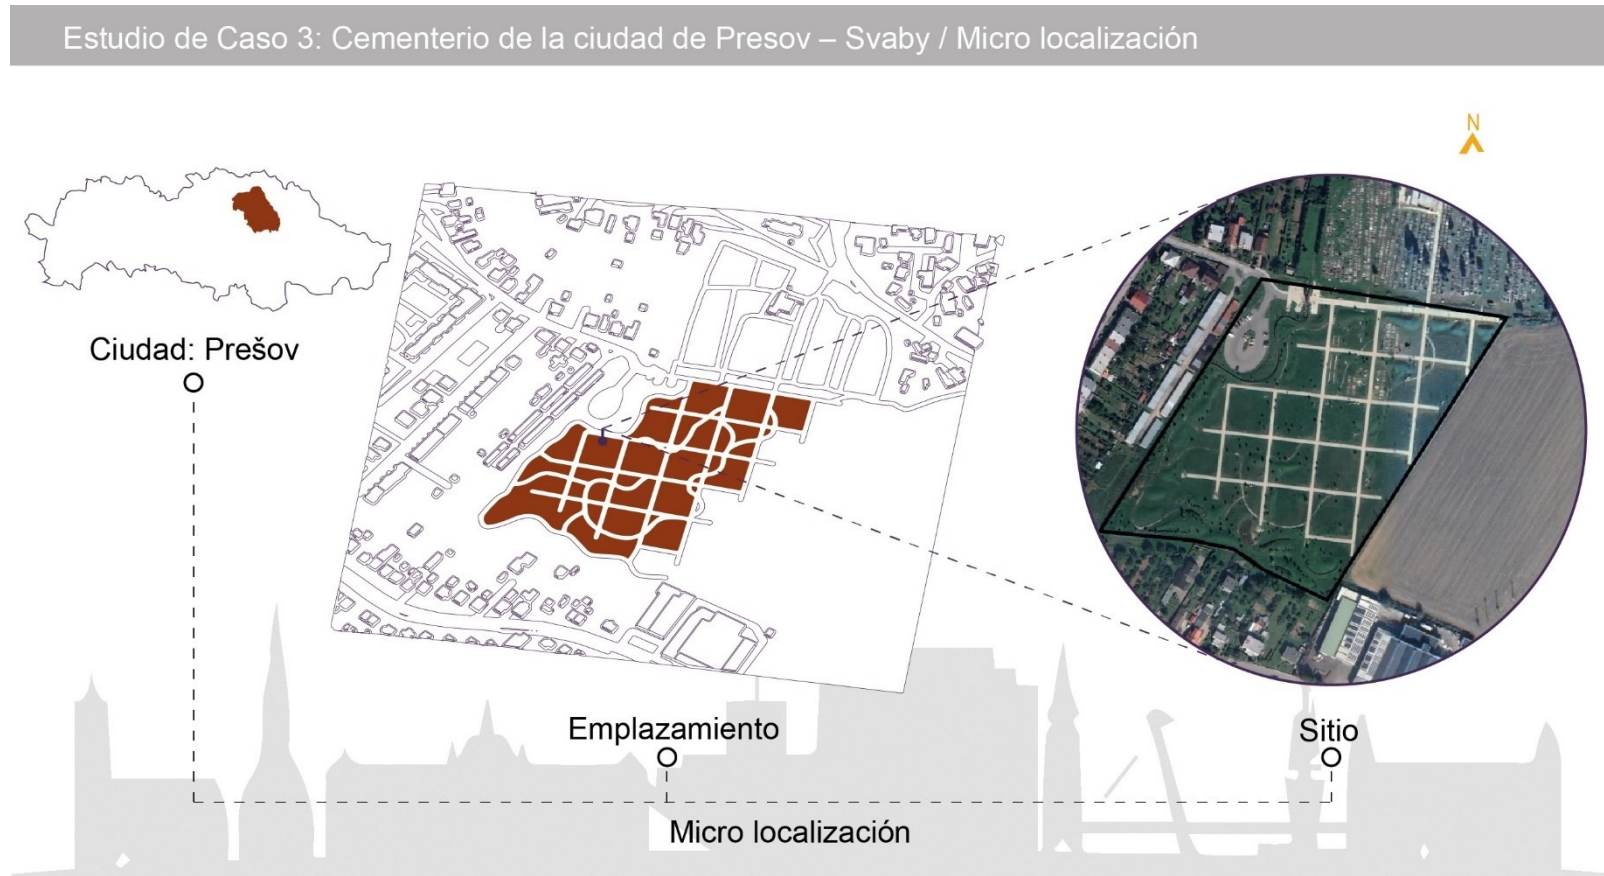 Estudio de Caso 3: Cementerio de la ciudad de Presov – Svaby / Micro localización
N
Ciudad: Prešov
Emplazamiento
Sitio
Micro localización